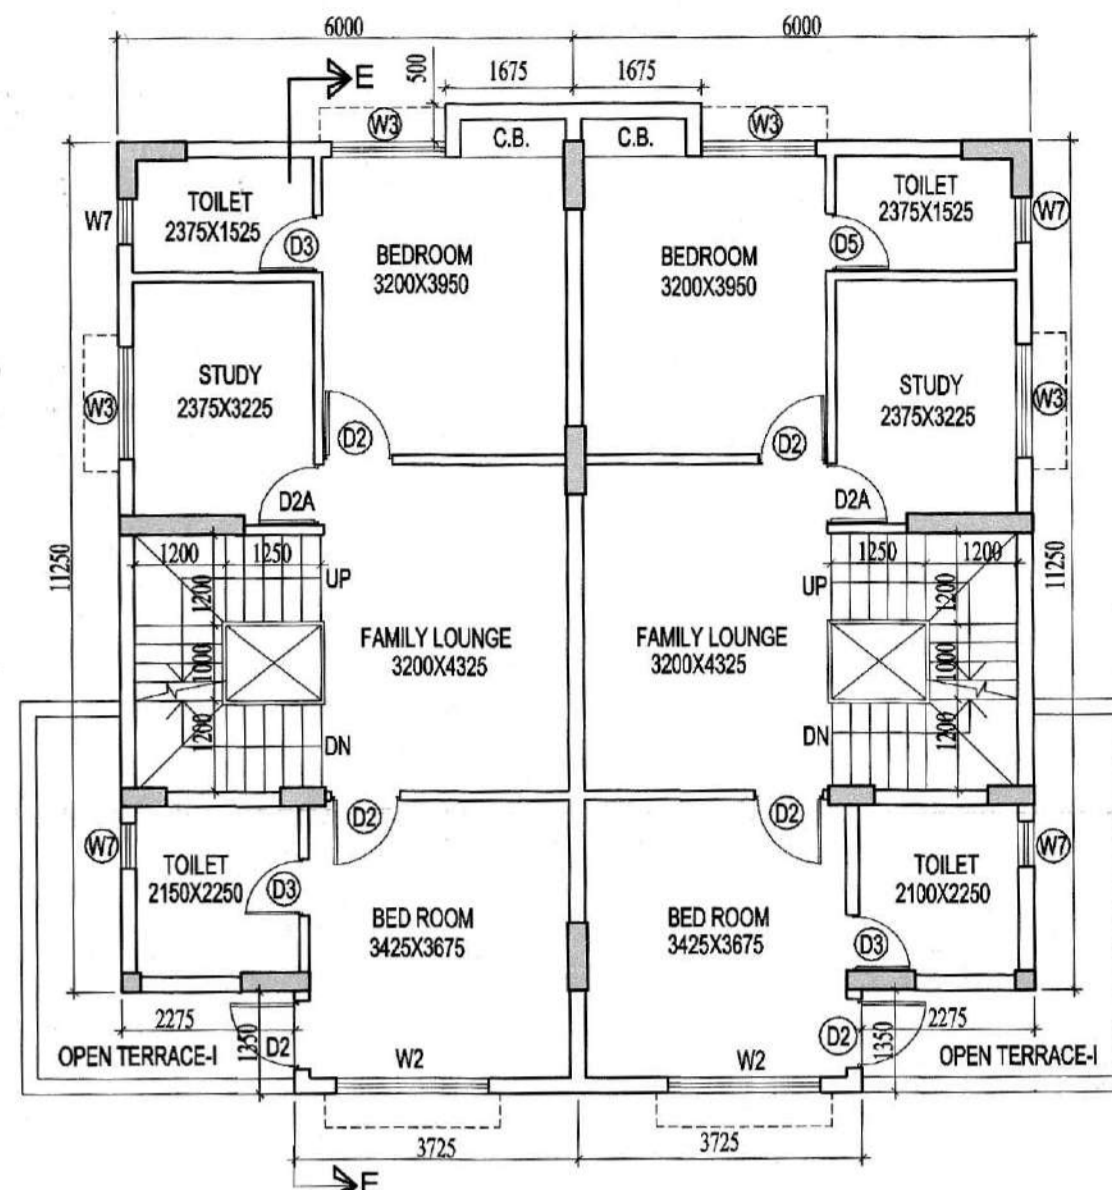 6000
6000
500
1675
1675
E
W3
C.B.
C.B.
W3
TOILET
2375X1525
TOILET
2375X1525
W7
W7
D3
BEDROOM
3200X3950
BEDROOM
3200X3950
D5
STUDY
2375X3225
STUDY
2375X3225
W3
W3
D2
D2
D2A
D2A
11250
11250
1200
1250
1250
1200
1200
UP
UP
1200
FAMILY LOUNGE
3200X4325
FAMILY LOUNGE
3200X4325
1000
1000
1200
DN
DN
1200
D2
D2
W7
W7
TOILET
2150X2250
TOILET
2100X2250
D3
BED ROOM
3425X3675
BED ROOM
3425X3675
D3
2275
2275
1350
1350
D2
D2
OPEN TERRACE-I
OPEN TERRACE-I
W2
W2
3725
3725
E